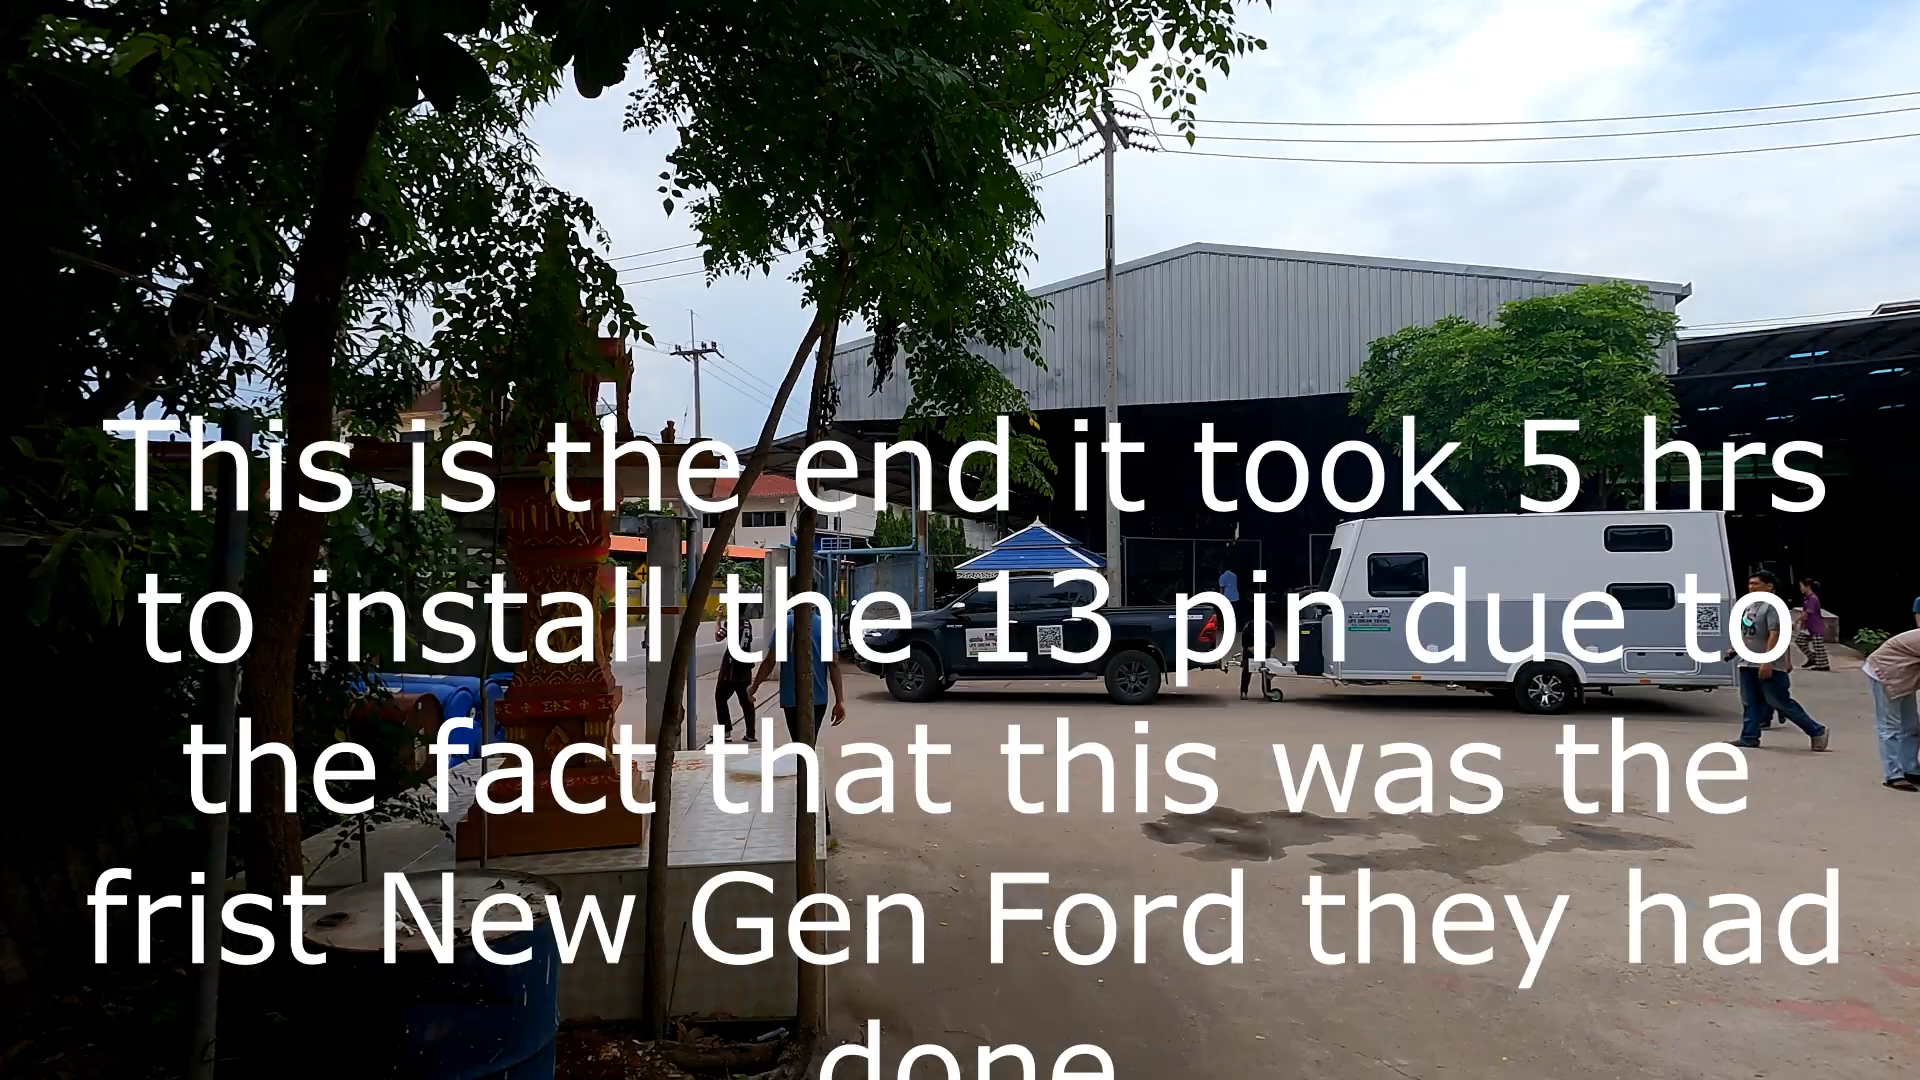 This is the end it took 5 hrs
to install the 13 pin due to
the fact that this was the
frist New Gen Ford they had
done